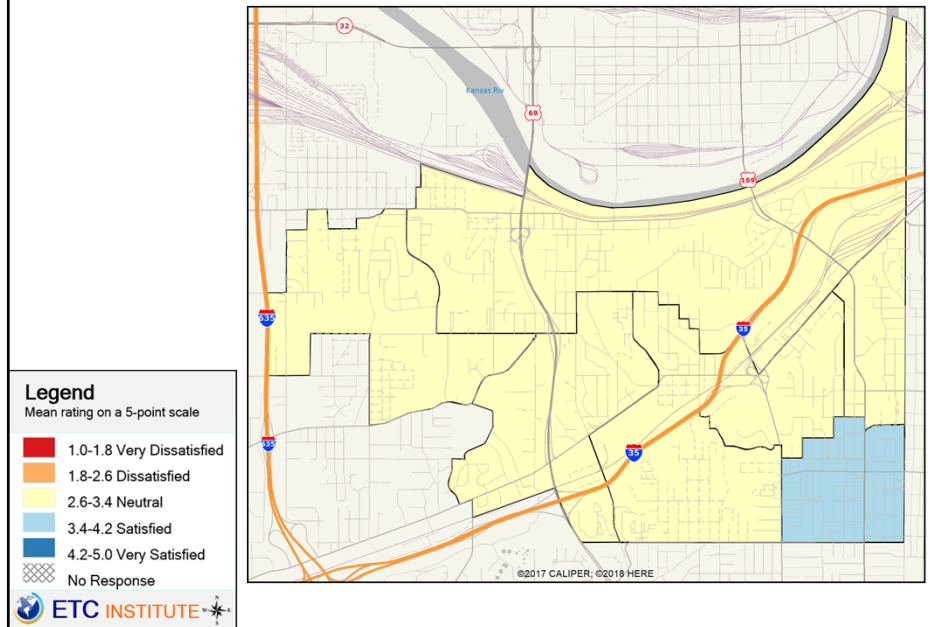 32
Kansas Riv
69
169
635
35
635
35
©2017 CALIPER; ©2018 HERE
Legend
Mean rating on a 5-point scale
1.0-1.8 Very Dissatisfied
1.8-2.6 Dissatisfied
2.6-3.4 Neutral
3.4-4.2 Satisfied
4.2-5.0 Very Satisfied
No Response
ETC INSTITUTE
W N E S